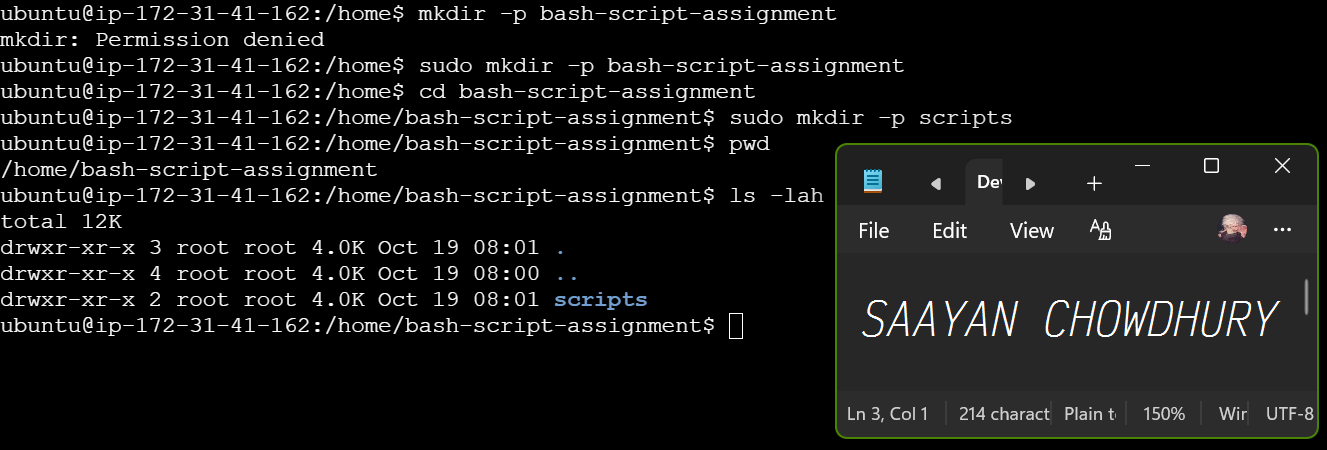 ubuntu@ip-172-31-41-162:/home$ mkdir -p bash-script-assignment
mkdir: Permission denied
ubuntu@ip-172-31-41-162:/home$ sudo mkdir -p bash-script-assignment
ubuntu@ip-172-31-41-162:/home$ cd bash-script-assignment
ubuntu@ip-172-31-41-162:/home/bash-script-assignment$ sudo mkdir -p scripts
ubuntu@ip-172-31-41-162:/home/bash-script-assignment$ pwd
/home/bash-script-assignment
ubuntu@ip-172-31-41-162:/home/bash-script-assignment$ ls -lah
total 12K
drwxr-xr-x 3 root root 4.0K Oct 19 08:01 .
drwxr-xr-x 4 root root 4.0K Oct 19 08:00 ..
drwxr-xr-x 2 root root 4.0K Oct 19 08:01 scripts
ubuntu@ip-172-31-41-162:/home/bash-script-assignment$
File Edit View
SAAYAN CHOWDHURY
Ln 3, Col 1 214 charact Plain 150% UTF-8